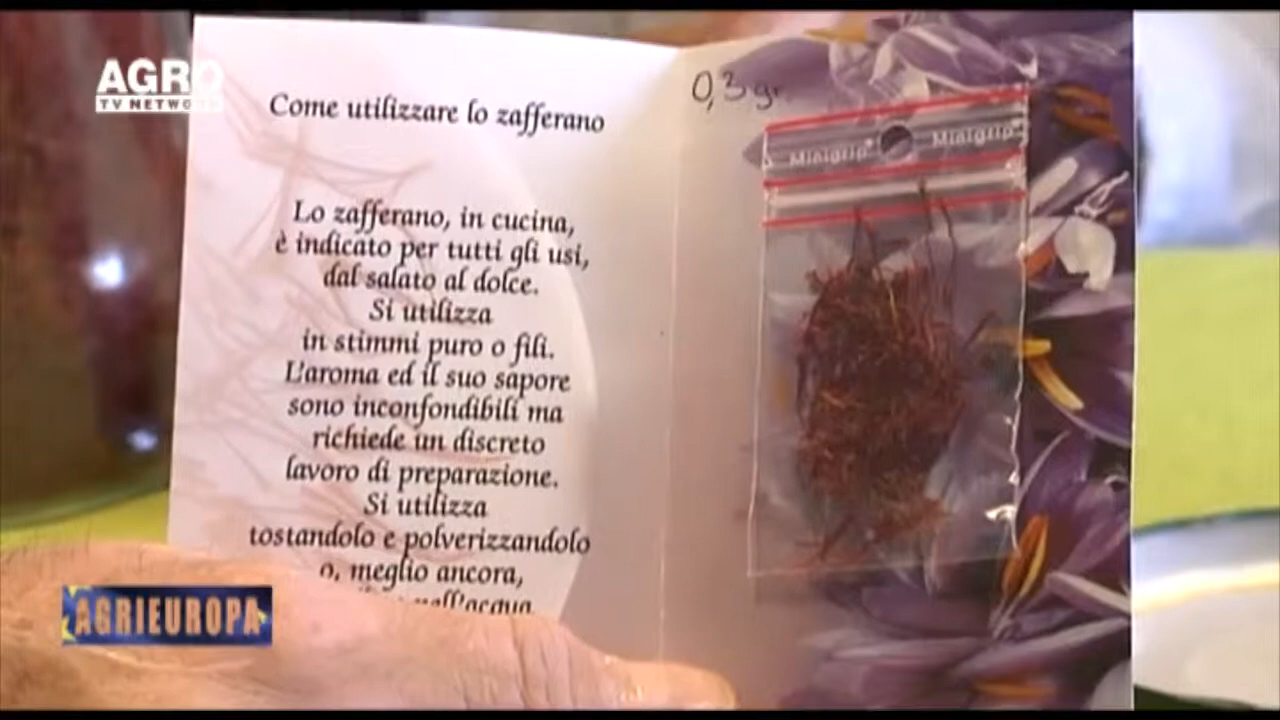 AGRO
TV NETWORK
Come utilizzare lo zafferano
Lo zafferano, in cucina,
è indicato per tutti gli usi,
dal salato al dolce.
Si utilizza
in stimmi puro o fili.
L'aroma ed il suo sapore
sono inconfondibili ma
richiede un discreto
lavoro di preparazione.
Si utilizza
tostandolo e polverizzandolo
o, meglio ancora,
nell'acqua
0,3 gr.
Minigrip® Minigrip®
AGRIEUROPA